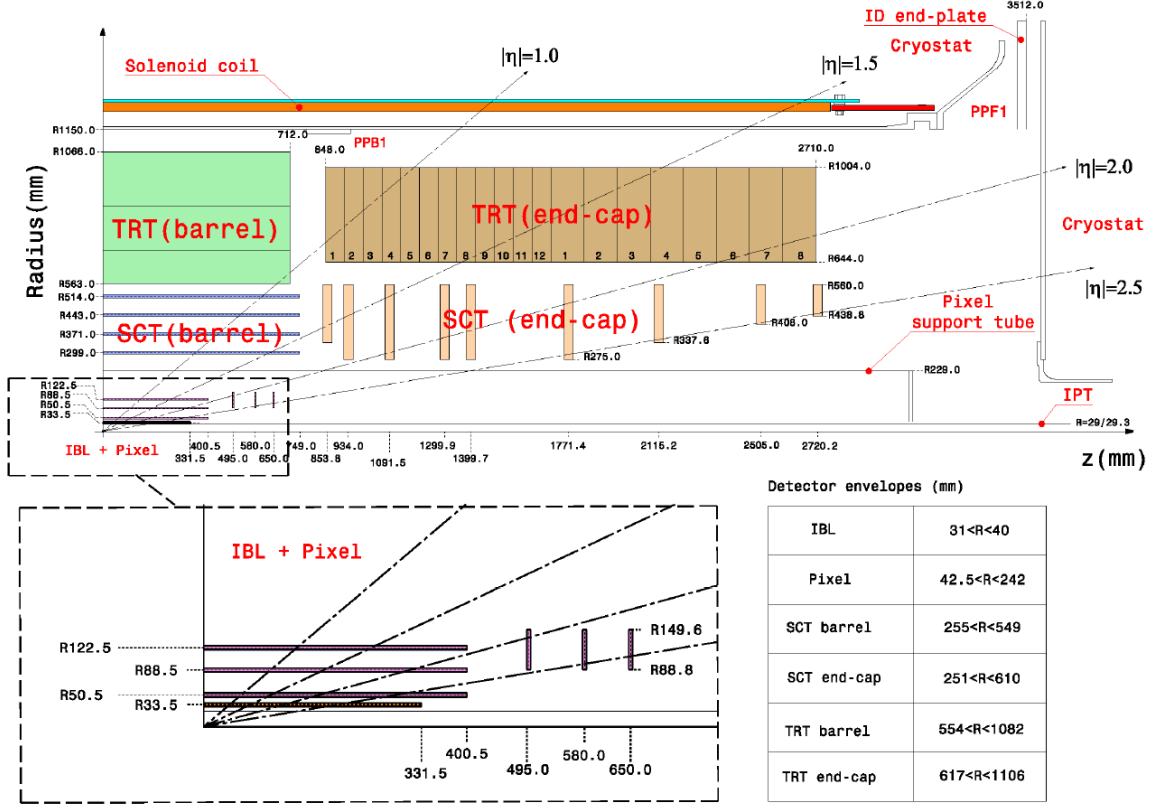 3512.0
ID end-plate
Cryostat
|η|=1.0
|η|=1.5
Solenoid coil
PPF1
R1150.0
712.0
PPB1
848.0
2710.0
R1066.0
R1004.0
|η|=2.0
TRT(barrel)
TRT(end-cap)
Cryostat
Radius(mm)
1 2 3 4 5 6 7 8 9 10 11 12 1 2 3 4 5 6 7 8
R644.0
R563.0
R560.0
R514.0
|η|=2.5
R443.0
SCT(barrel)
SCT (end-cap)
R438.8
R408.0
Pixel
support tube
R371.0
R337.6
R299.0
R275.0
R229.0
R122.5
R88.5
R50.5
R33.5
IPT
R=29/29.3
IBL + Pixel
400.5 580.0 749.0 934.0 1299.9 1771.4 2115.2 2605.0 2720.2
331.5 495.0 650.0 853.8 1091.5 1399.7
z(mm)
IBL + Pixel
R122.5
R149.6
R88.5
R88.8
R50.5
R33.5
400.5
331.5
495.0
580.0
650.0
Detector envelopes (mm)
IBL 31<R<40
Pixel 42.5<R<242
SCT barrel 255<R<549
SCT end-cap 251<R<610
TRT barrel 554<R<1082
TRT end-cap 617<R<1106